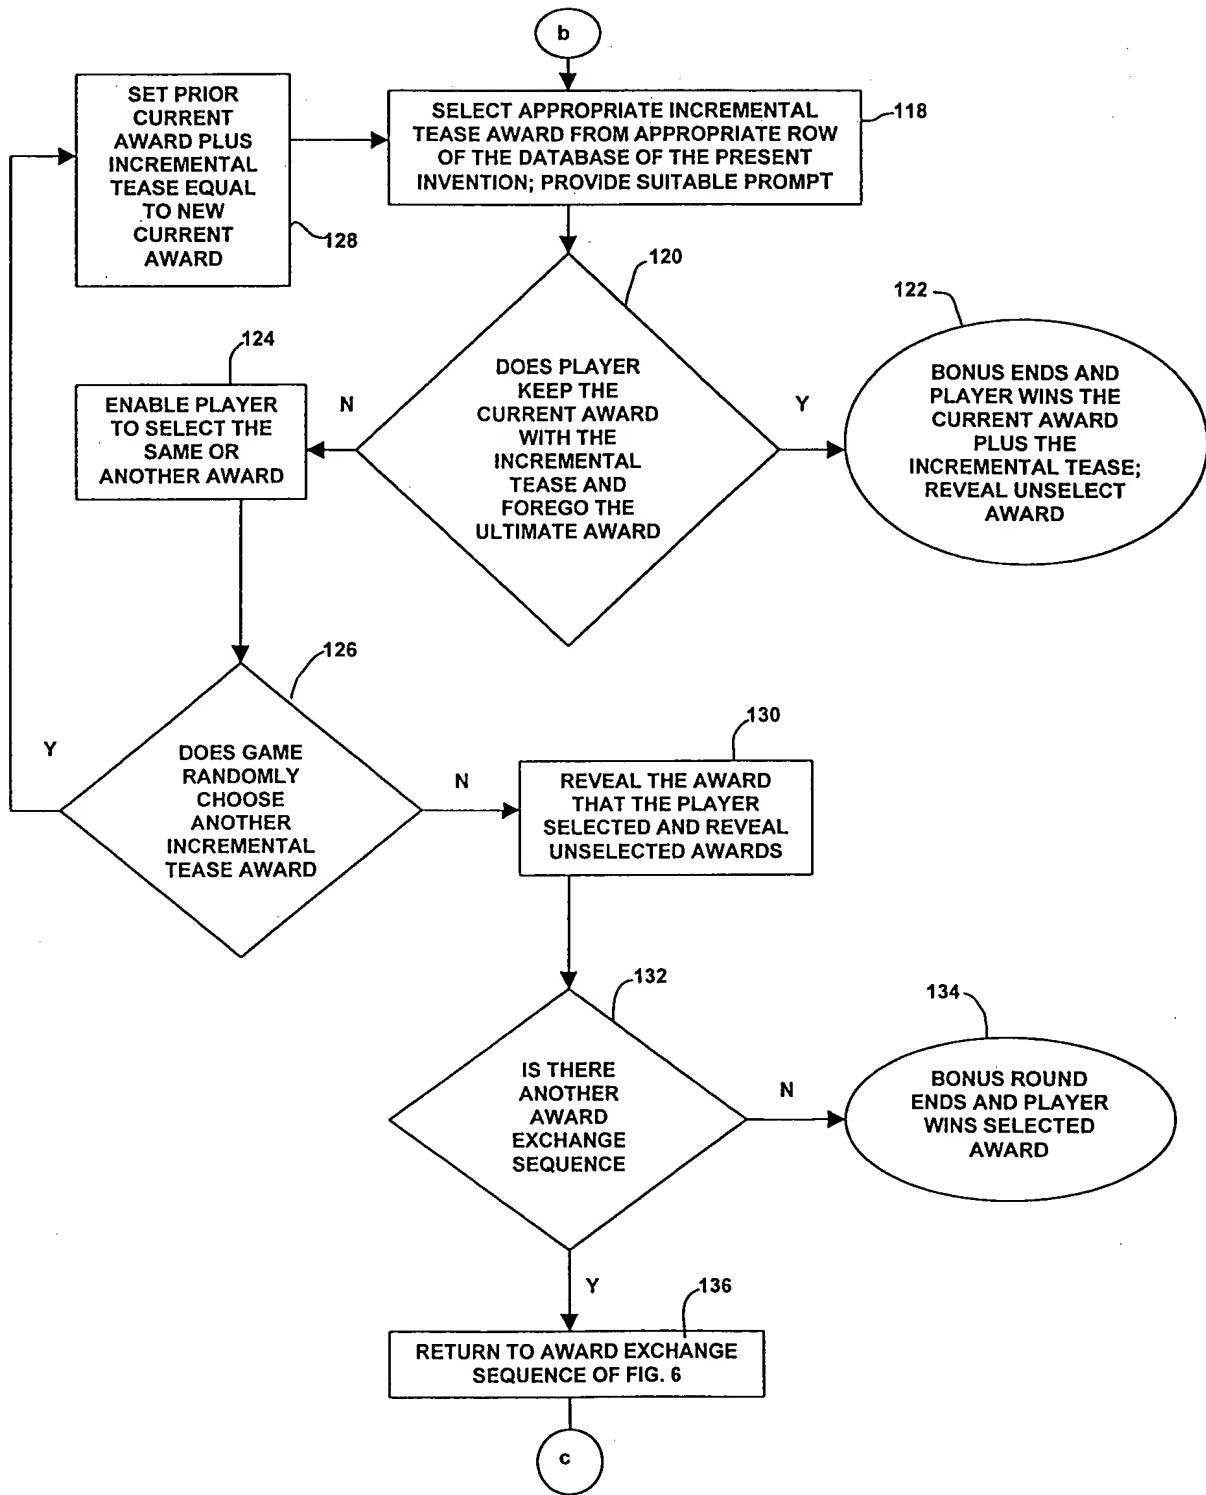 b
SET PRIOR
CURRENT
AWARD PLUS
INCREMENTAL
TEASE EQUAL
TO NEW
CURRENT
AWARD
128
SELECT APPROPRIATE INCREMENTAL
TEASE AWARD FROM APPROPRIATE ROW
OF THE DATABASE OF THE PRESENT
INVENTION; PROVIDE SUITABLE PROMPT
118
120
DOES PLAYER
KEEP THE
CURRENT AWARD
WITH THE
INCREMENTAL
TEASE AND
FOREGO THE
ULTIMATE AWARD
Y
122
BONUS ENDS AND
PLAYER WINS THE
CURRENT AWARD
PLUS THE
INCREMENTAL TEASE;
REVEAL UNSELECT
AWARD
N
124
ENABLE PLAYER
TO SELECT THE
SAME OR
ANOTHER AWARD
126
DOES GAME
RANDOMLY
CHOOSE
ANOTHER
INCREMENTAL
TEASE AWARD
Y
N
130
REVEAL THE AWARD
THAT THE PLAYER
SELECTED AND REVEAL
UNSELECTED AWARDS
132
IS THERE
ANOTHER
AWARD
EXCHANGE
SEQUENCE
N
134
BONUS ROUND
ENDS AND PLAYER
WINS SELECTED
AWARD
Y
136
RETURN TO AWARD EXCHANGE
SEQUENCE OF FIG. 6
c